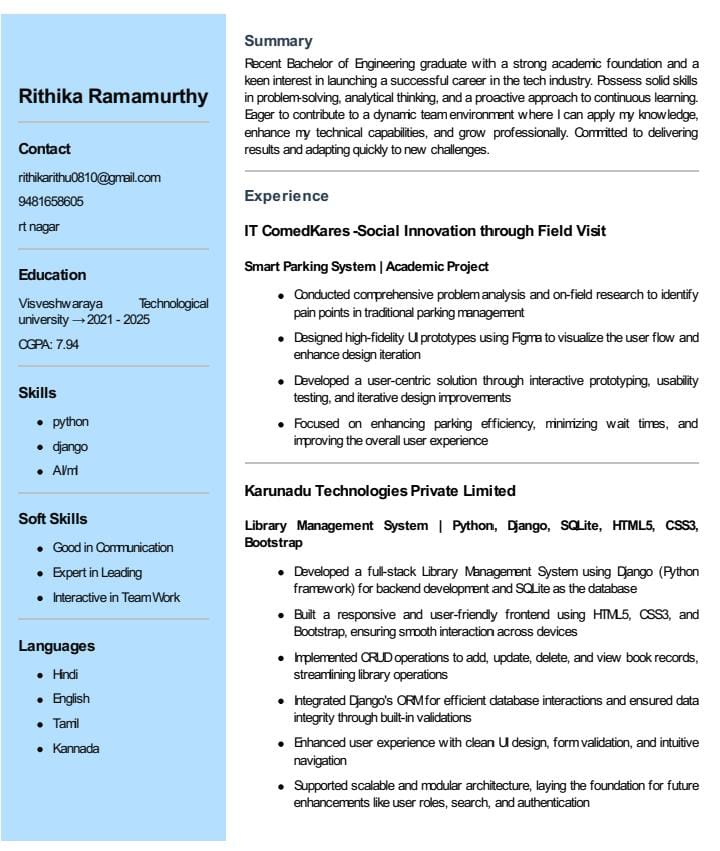 Rithika Ramamurthy
Contact
rithikarithu0810@gmail.com
9481658605
rt nagar
Education
Visveshwaraya Technological
university → 2021 - 2025
CGPA: 7.94
Skills
• python
• django
• AI/ml
Soft Skills
• Good in Communication
• Expert in Leading
• Interactive in Team Work
Languages
• Hindi
• English
• Tamil
• Kannada
Summary
Recent Bachelor of Engineering graduate with a strong academic foundation and a
keen interest in launching a successful career in the tech industry. Possess solid skills
in problem-solving, analytical thinking, and a proactive approach to continuous learning.
Eager to contribute to a dynamic team environment where I can apply my knowledge,
enhance my technical capabilities, and grow professionally. Committed to delivering
results and adapting quickly to new challenges.
Experience
IT ComedKares -Social Innovation through Field Visit
Smart Parking System | Academic Project
• Conducted comprehensive problem analysis and on-field research to identify
pain points in traditional parking management
• Designed high-fidelity UI prototypes using Figma to visualize the user flow and
enhance design iteration
• Developed a user-centric solution through interactive prototyping, usability
testing, and iterative design improvements
• Focused on enhancing parking efficiency, minimizing wait times, and
improving the overall user experience
Karunadu Technologies Private Limited
Library Management System | Python, Django, SQLite, HTML5, CSS3,
Bootstrap
• Developed a full-stack Library Management System using Django (Python
framework) for backend development and SQLite as the database
• Built a responsive and user-friendly frontend using HTML5, CSS3, and
Bootstrap, ensuring smooth interaction across devices
• Implemented CRUD operations to add, update, delete, and view book records,
streamlining library operations
• Integrated Django's ORM for efficient database interactions and ensured data
integrity through built-in validations
• Enhanced user experience with clean UI design, form validation, and intuitive
navigation
• Supported scalable and modular architecture, laying the foundation for future
enhancements like user roles, search, and authentication